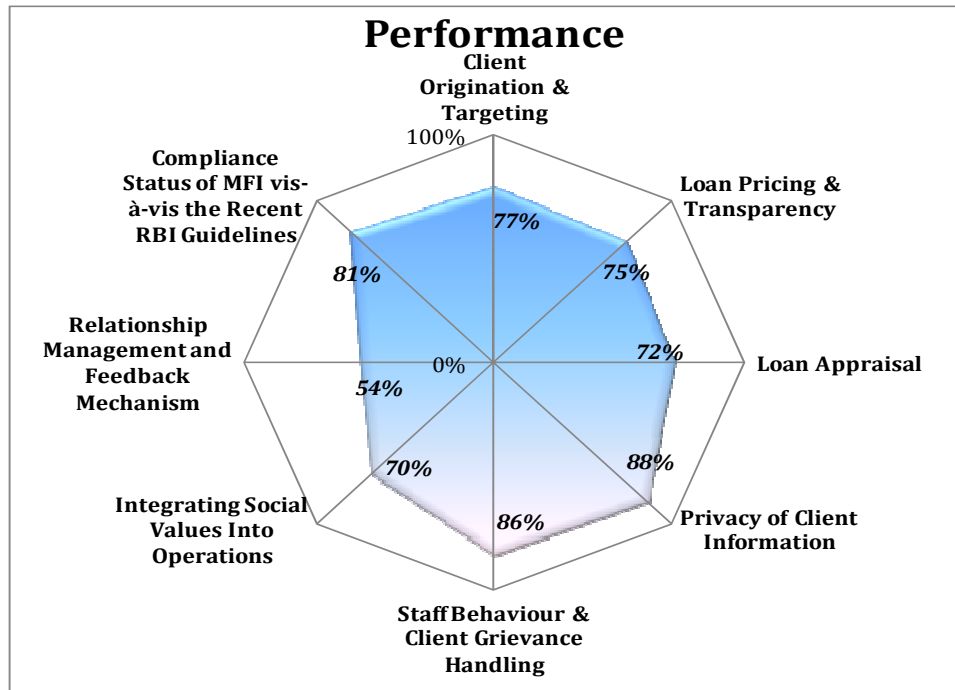 Performance
Client
Origination &
Targeting
100%
Compliance
Status of MFI vis-
à-vis the Recent
RBI Guidelines
Loan Pricing &
Transparency
77%
75%
81%
Relationship
Management and
Feedback
Mechanism
0%
72%
Loan Appraisal
54%
70%
88%
Integrating Social
Values Into
Operations
86%
Privacy of Client
Information
Staff Behaviour &
Client Grievance
Handling